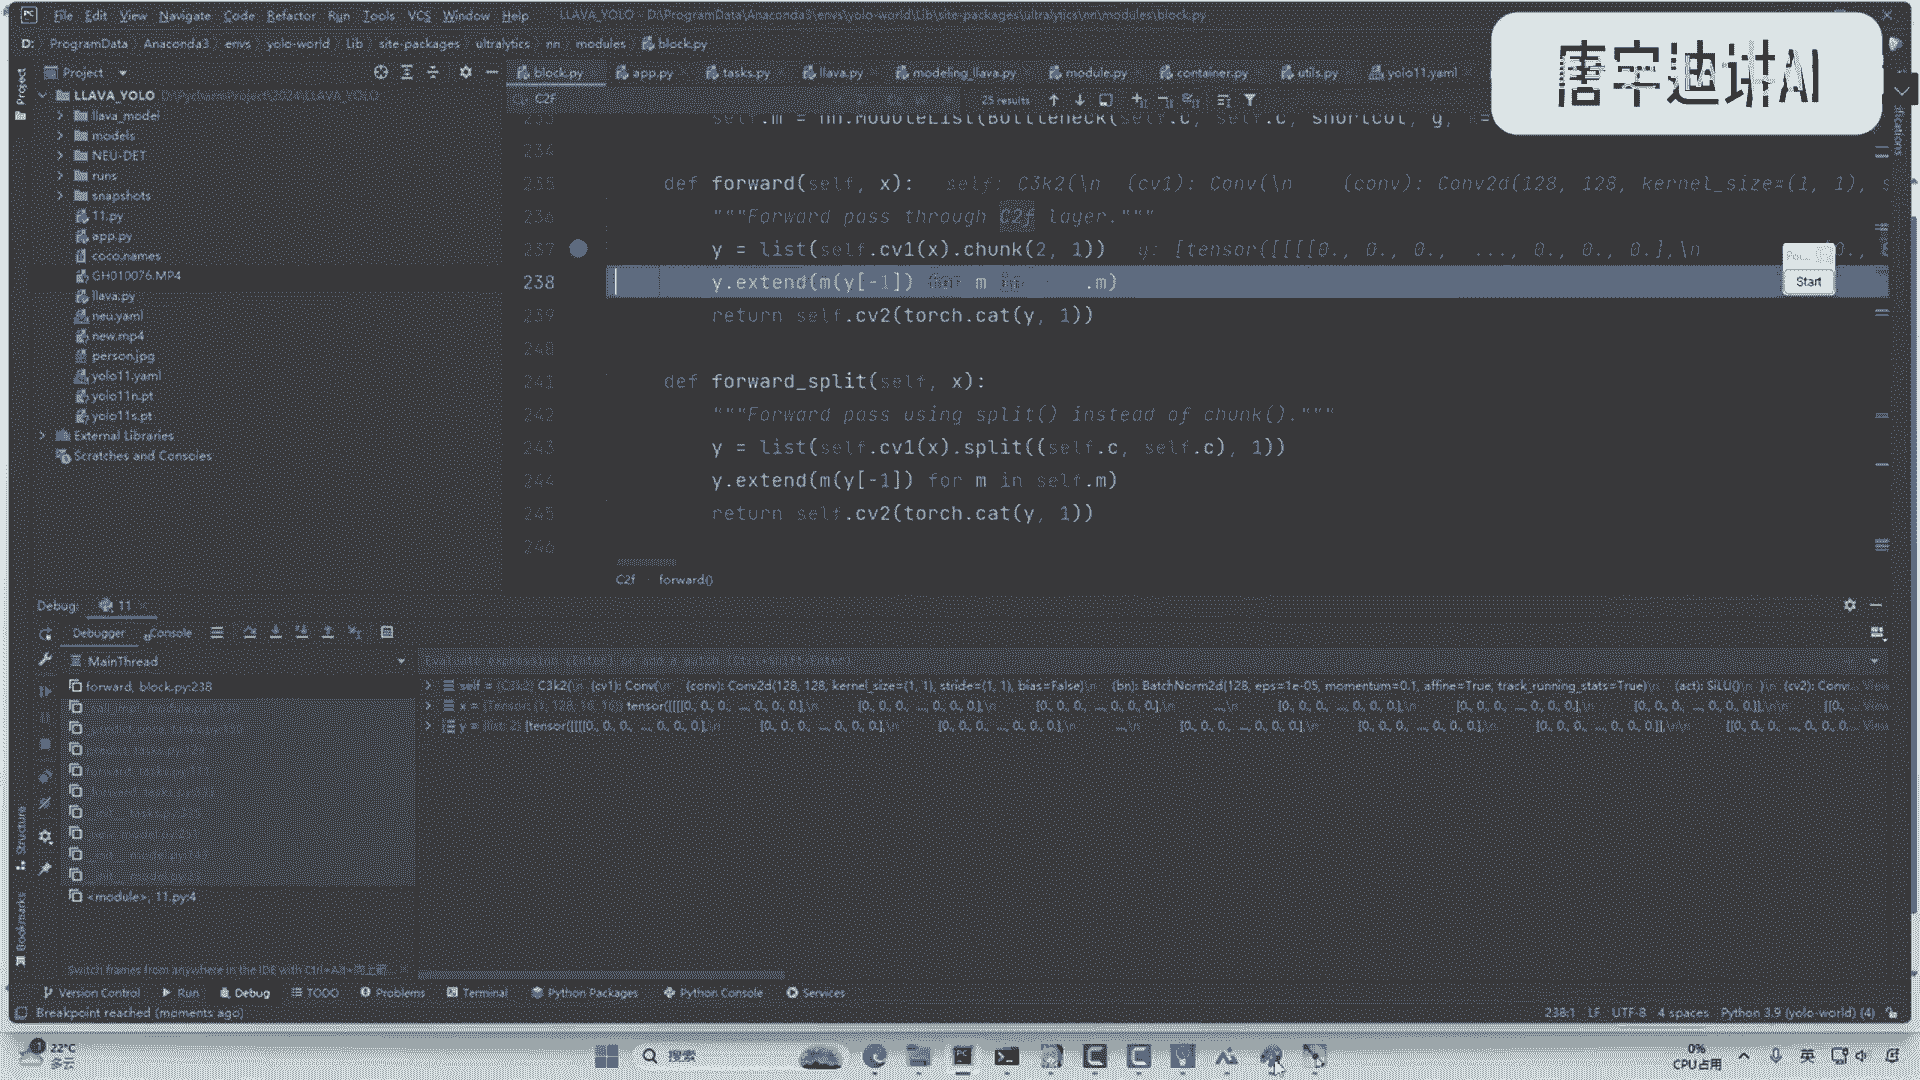 File Edit View Navigate Code Refactor Run Tools VCS Window Help LLAVA_YOLO - D:\ProgramData\Anaconda3\envs\yolo-world\Lib\site-packages\ultralytics\nn\modules\block.py
D: ProgramData Anaconda3 envs yolo-world Lib site-packages ultralytics nn modules block.py
唐宇迪讲AI
Project
Project
block.py app.py tasks.py llava.py modeling_llava.py module.py container.py utils.py yolo11.yaml
LLAVA_YOLO D:\PycharmProject\2024\LLAVA_YOLO
C2f 25 results
llava_model
models
NEU-DET
runs
snapshots
11.py
app.py
coco.names
GH010076.MP4
llava.py
neu.yaml
new.mp4
person.jpg
yolo11.yaml
yolo11n.pt
yolo11s.pt
External Libraries
Scratches and Consoles
self.m = nn.ModuleList(Bottleneck(self.c, self.c, shortcut, g,
234
235 def forward(self, x): self: C3k2(\n (cv1): Conv(\n (conv): Conv2d(128, 128, kernel_size=(1, 1), s
236 """Forward pass through C2f layer."""
237 y = list(self.cv1(x).chunk(2, 1)) y: [tensor([[[[0., 0., 0., ..., 0., 0., 0.],\n
238 y.extend(m(y[-1]) for m in .m)
239 return self.cv2(torch.cat(y, 1))
240
241 def forward_split(self, x):
242 """Forward pass using split() instead of chunk()."""
243 y = list(self.cv1(x).split((self.c, self.c), 1))
244 y.extend(m(y[-1]) for m in self.m)
245 return self.cv2(torch.cat(y, 1))
246
Start
C2f forward()
Debug: 11
Debugger Console
MainThread
Evaluate expression (Enter) or add a watch (Ctrl+Shift+Enter)
forward, block.py:238
<module>, 11.py:4
self = {C3k2} C3k2(\n (cv1): Conv(\n (conv): Conv2d(128, 128, kernel_size=(1, 1), stride=(1, 1), bias=False)\n (bn): BatchNorm2d(128, eps=1e-05, momentum=0.1, affine=True, track_running_stats=True)\n (act): SiLU()\n )\n (cv2): Conv... View
x = {Tensor: (1, 128, 16, 16)} tensor([[[[0., 0., 0., ..., 0., 0., 0.],\n [0., 0., 0., ..., 0., 0., 0.],\n [0., 0., 0., ..., 0., 0., 0.],\n ...,\n [0., 0., 0., ..., 0., 0., 0.],\n [0., 0., 0., ..., 0., 0., 0.],\n [0., 0., 0., ..., 0., 0., 0.]],\n\n [[0., ... View
y = {list: 2} [tensor([[[[0., 0., 0., ..., 0., 0., 0.],\n [0., 0., 0., ..., 0., 0., 0.],\n [0., 0., 0., ..., 0., 0., 0.],\n ...,\n [0., 0., 0., ..., 0., 0., 0.],\n [0., 0., 0., ..., 0., 0., 0.],\n [0., 0., 0., ..., 0., 0., 0.]],\n\n [[0., 0., 0., ..., 0., 0., 0... View
Structure
Bookmarks
Switch frames from anywhere in the IDE with Ctrl+Alt+向上箭...
Version Control Run Debug TODO Problems Terminal Python Packages Python Console Services
Breakpoint reached (moments ago) 238:1 LF UTF-8 4 spaces Python 3.9 (yolo-world) (4)
22°C
多云
搜索
0%
CPU占用
英